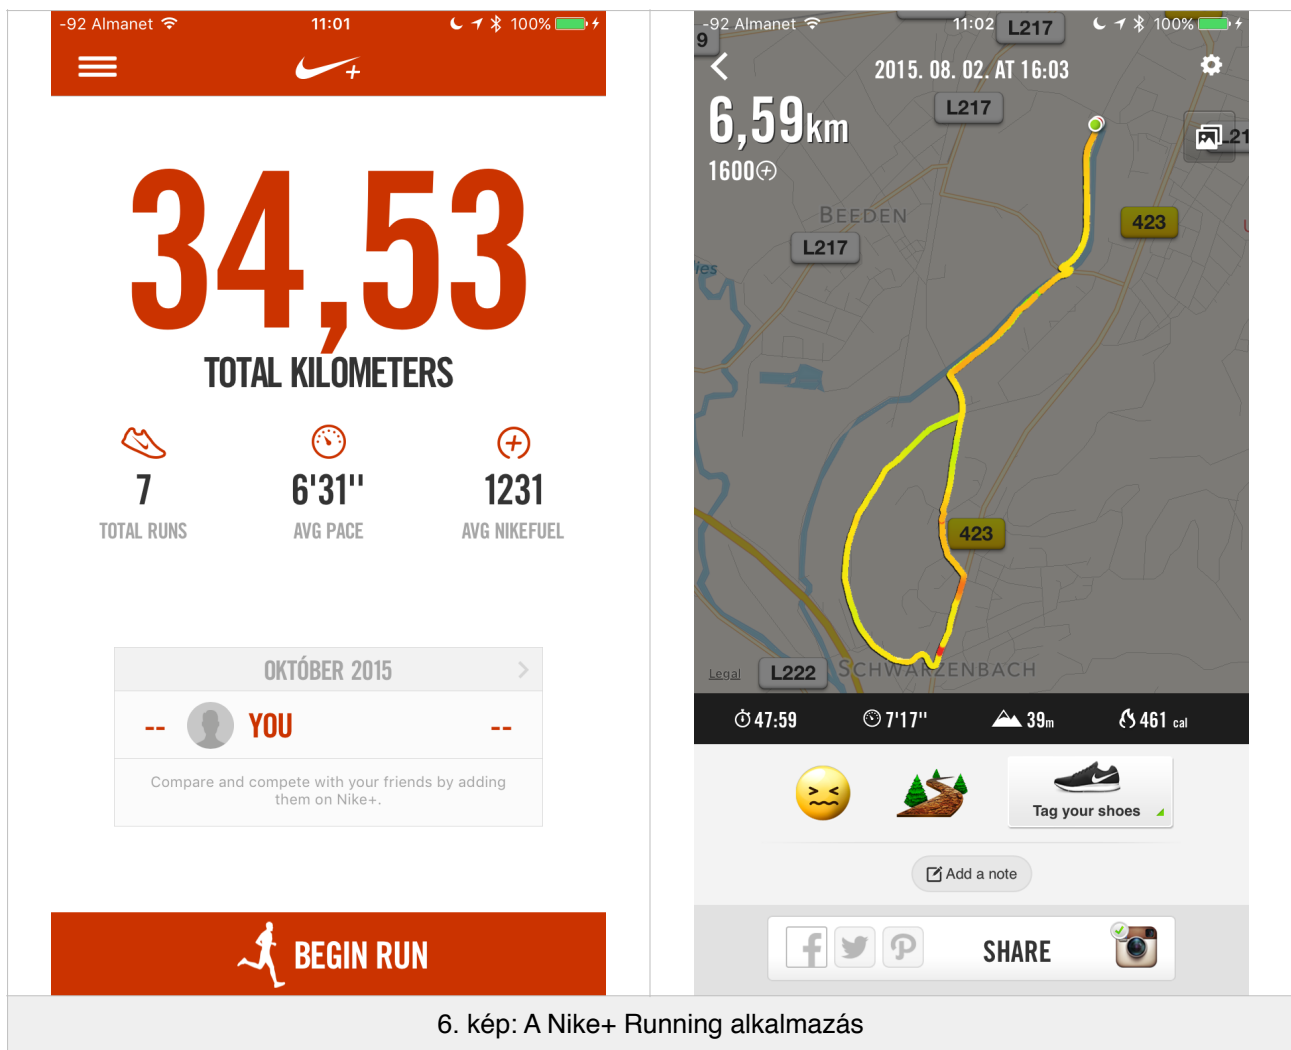 -92 Almanet 11:01 100%
+
34,53
TOTAL KILOMETERS
7 6'31'' 1231
TOTAL RUNS AVG PACE AVG NIKEFUEL
OKTÓBER 2015
-- YOU --
Compare and compete with your friends by adding
them on Nike+.
BEGIN RUN
-92 Almanet 11:02 100%
9 L217
2015. 08. 02. AT 16:03
6,59km
L217
1600
L21
BEEDEN
423
L217
ies
423
Legal L222 SCHWARZENBACH
47:59 7'17'' 39m 461 cal
Tag your shoes
Add a note
SHARE
6. kép: A Nike+ Running alkalmazás